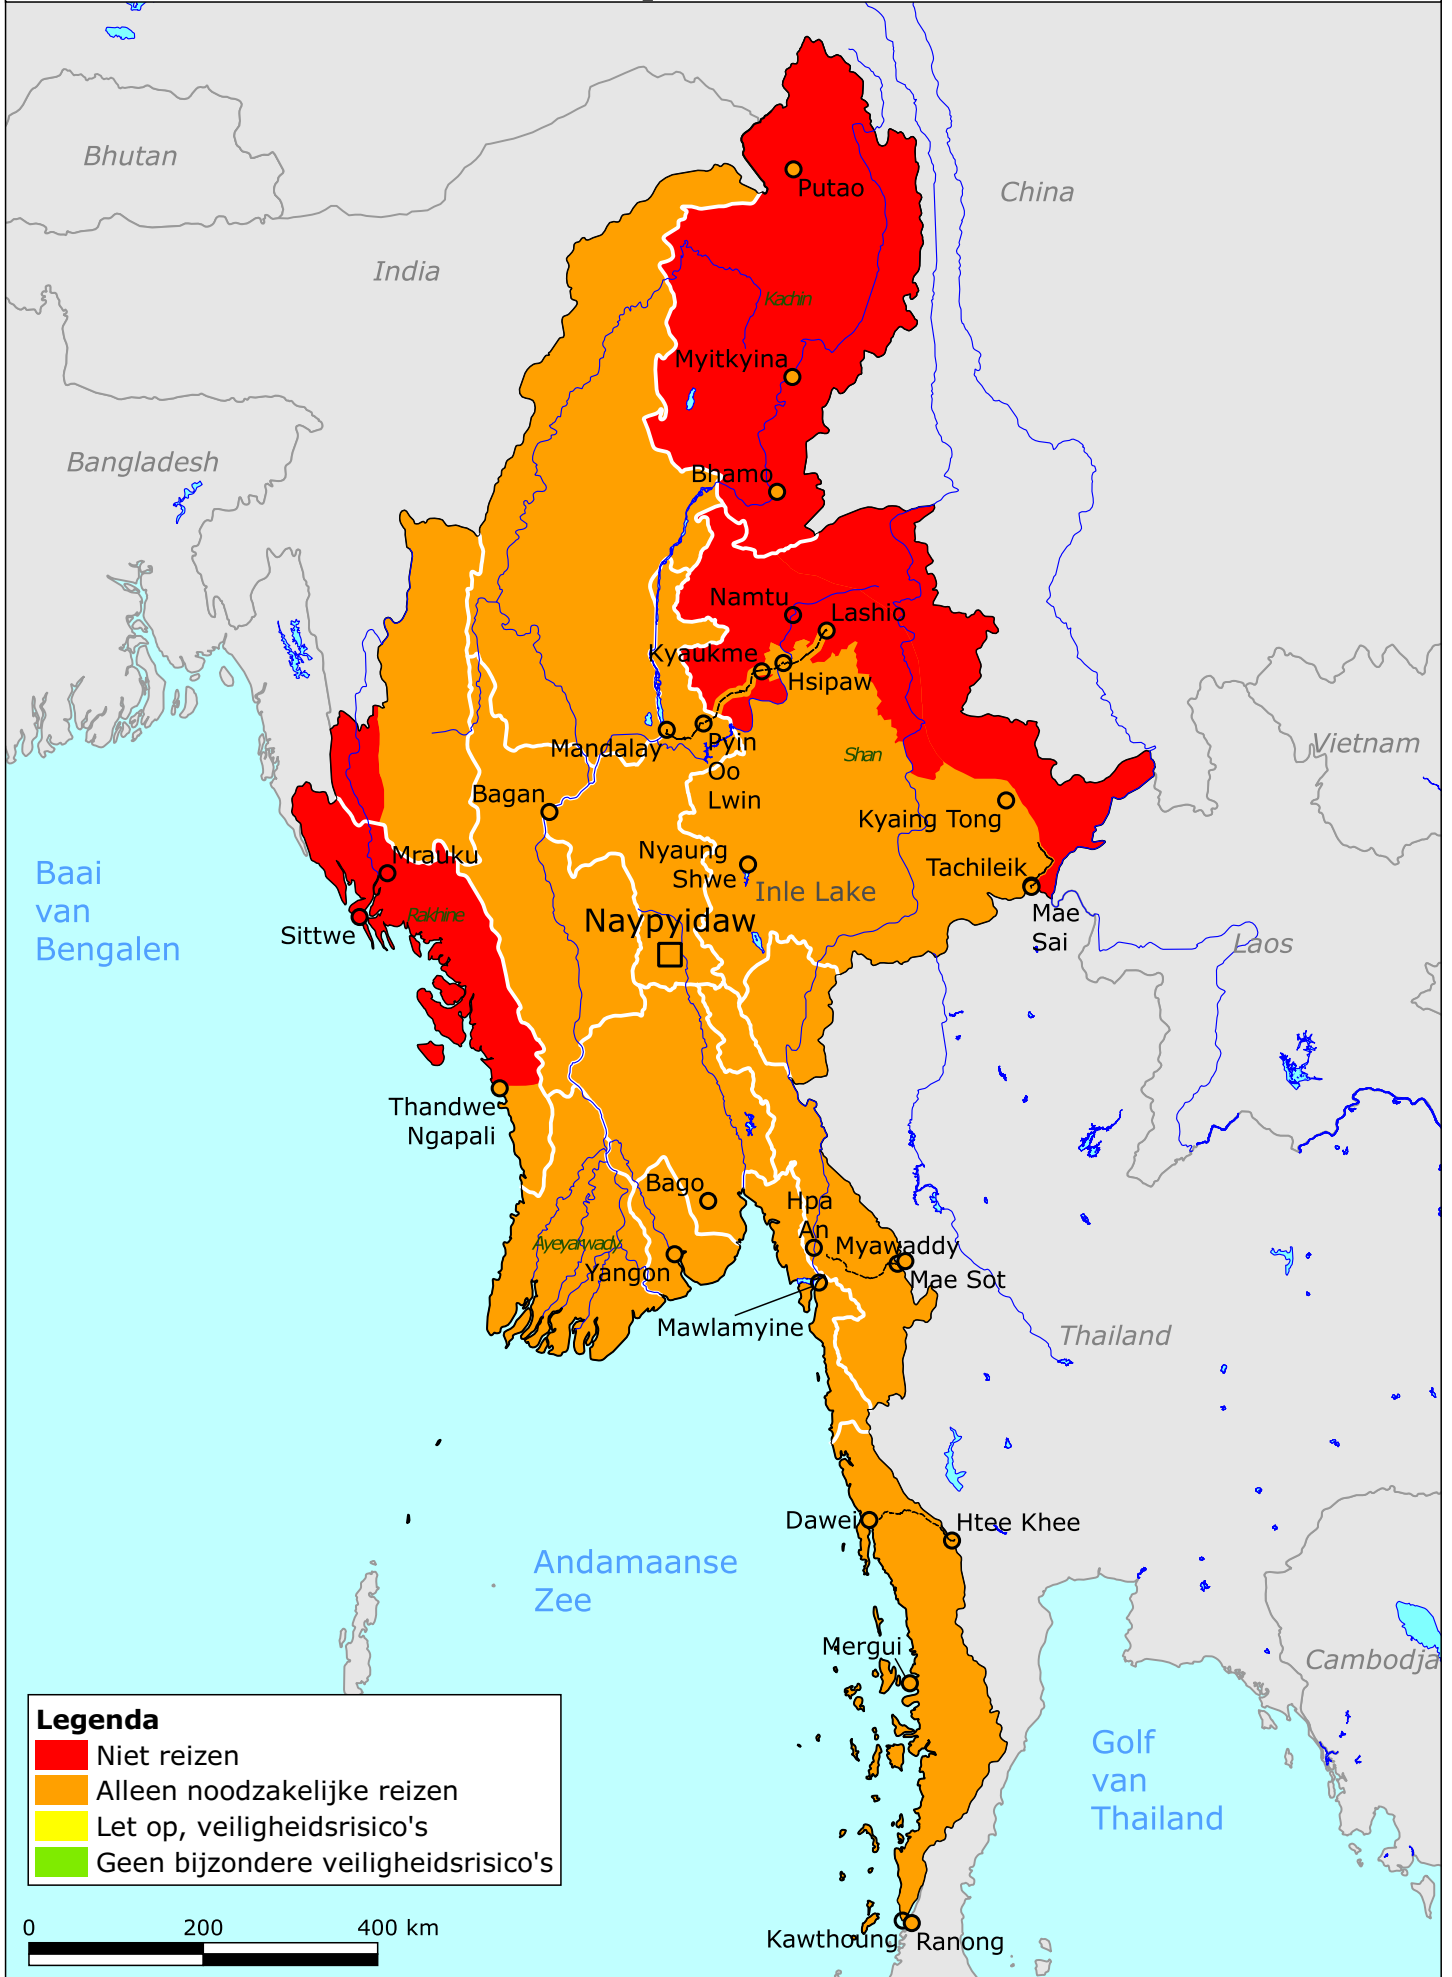 Bhutan
China
Putao
India
Kachin
Myitkyina
Bangladesh
Bhamo
Namtu
Lashio
Kyaukme
Hsipaw
Mandalay
Pyin
Oo
Lwin
Shan
Vietnam
Bagan
Kyaing Tong
Mrauku
Nyaung
Shwe
Inle Lake
Tachileik
Mae
Sai
Baai
van
Bengalen
Rakhine
Sittwe
Naypyidaw
Laos
Thandwe
Ngapali
Bago
Hpa
An
Ayeyarwady
Yangon
Myawaddy
Mae Sot
Mawlamyine
Thailand
Dawei
Htee Khee
Andamaanse
Zee
Mergui
Cambodja
Golf
van
Thailand
Legenda
Niet reizen
Alleen noodzakelijke reizen
Let op, veiligheidsrisico's
Geen bijzondere veiligheidsrisico's
0 200 400 km
Kawthoung
Ranong